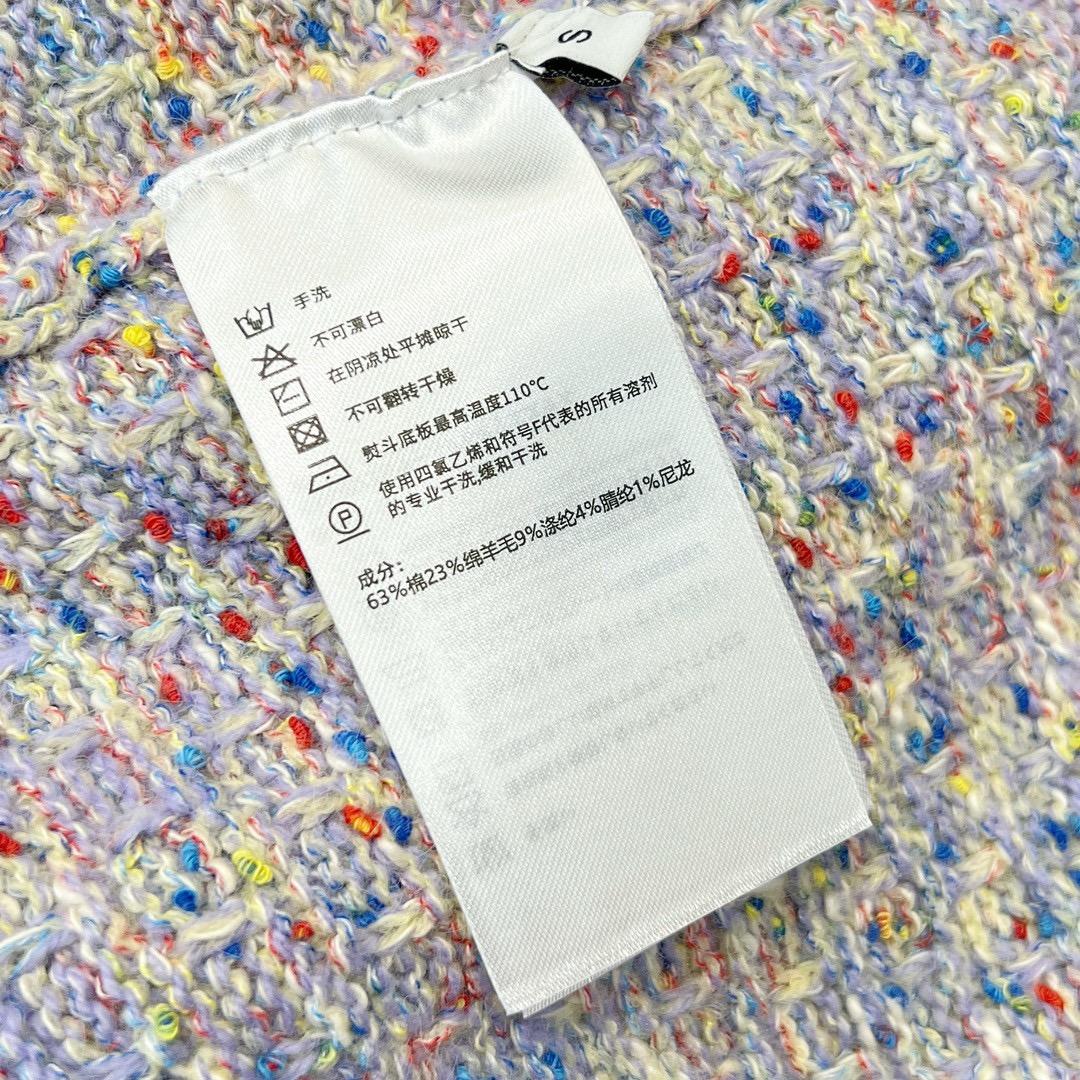 S
手洗
不可漂白
在阴凉处平摊晾干
不可翻转干燥
熨斗底板最高温度110°C
使用四氯乙烯和符号F代表的所有溶剂
的专业干洗,缓和干洗
P
成分：
63%棉23%绵羊毛9%涤纶4%腈纶1%尼龙